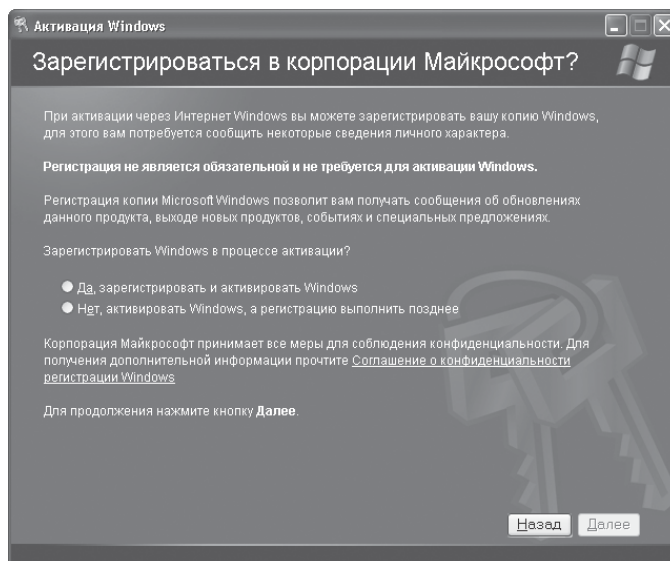 Активация Windows
Зарегистрироваться в корпорации Майкрософт?
При активации через Интернет Windows вы можете зарегистрировать вашу копию Windows,
для этого вам потребуется сообщить некоторые сведения личного характера.
Регистрация не является обязательной и не требуется для активации Windows.
Регистрация копии Microsoft Windows позволит вам получать сообщения об обновлениях
данного продукта, выходе новых продуктов, событиях и специальных предложениях.
Зарегистрировать Windows в процессе активации?
Да, зарегистрировать и активировать Windows
Нет, активировать Windows, а регистрацию выполнить позднее
Корпорация Майкрософт принимает все меры для соблюдения конфиденциальности. Для
получения дополнительной информации прочтите Соглашение о конфиденциальности
регистрации Windows
Для продолжения нажмите кнопку Далее.
Назад Далее